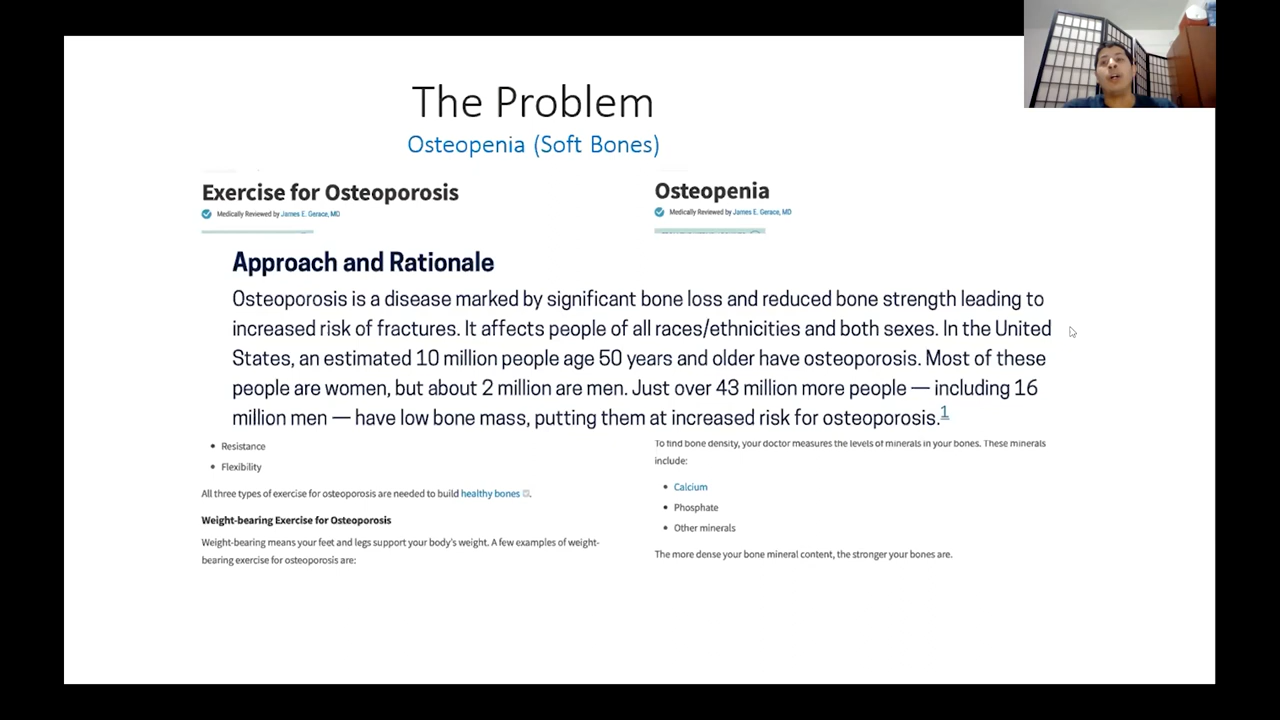 The Problem
Osteopenia (Soft Bones)
Exercise for Osteoporosis
Medically Reviewed by James E. Gerace, MD
Osteopenia
Medically Reviewed by James E. Gerace, MD
Approach and Rationale
Osteoporosis is a disease marked by significant bone loss and reduced bone strength leading to
increased risk of fractures. It affects people of all races/ethnicities and both sexes. In the United
States, an estimated 10 million people age 50 years and older have osteoporosis. Most of these
people are women, but about 2 million are men. Just over 43 million more people — including 16
million men — have low bone mass, putting them at increased risk for osteoporosis.1
• Resistance
• Flexibility
All three types of exercise for osteoporosis are needed to build healthy bones.
Weight-bearing Exercise for Osteoporosis
Weight-bearing means your feet and legs support your body's weight. A few examples of weight-
bearing exercise for osteoporosis are:
To find bone density, your doctor measures the levels of minerals in your bones. These minerals
include:
• Calcium
• Phosphate
• Other minerals
The more dense your bone mineral content, the stronger your bones are.